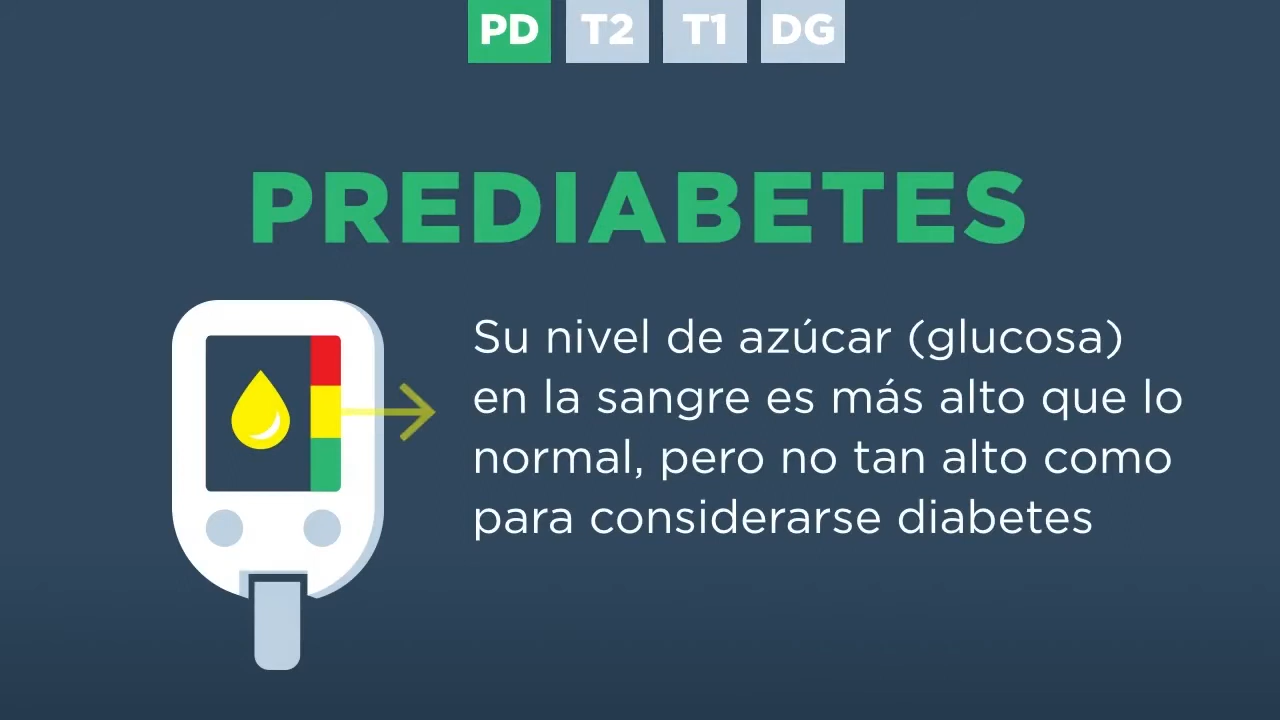 PD T2 T1 DG
PREDIABETES
Su nivel de azúcar (glucosa)
en la sangre es más alto que lo
normal, pero no tan alto como
para considerarse diabetes